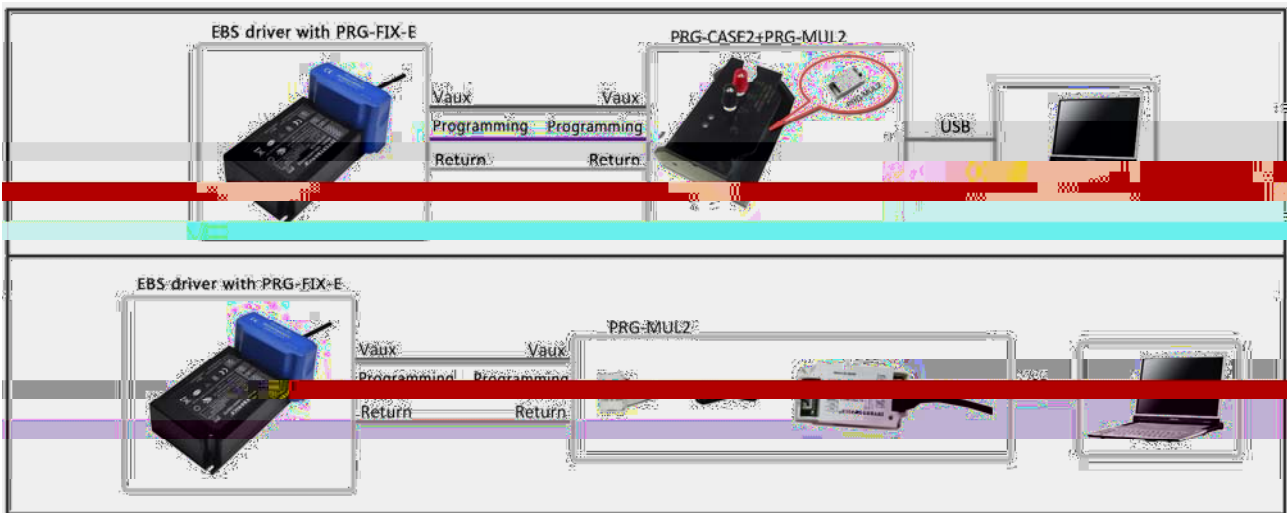 EBS driver with PRG-FIX-E
PRG-CASE2+PRG-MUL2
Vaux Vaux
Programming Programming
USB
Return Return
EBS driver with PRG-FIX-E
PRG-MUL2
Vaux Vaux
Programming Programming
Return Return